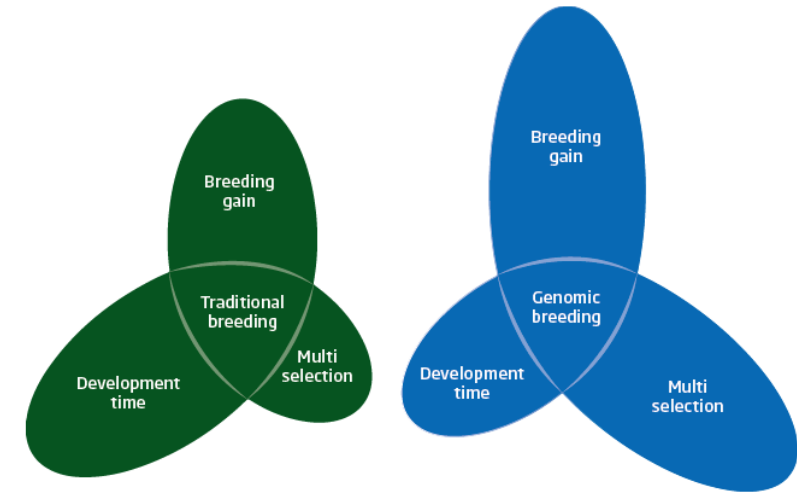 Breeding
gain
Traditional
breeding
Multi
selection
Development
time
Breeding
gain
Genomic
breeding
Development
time
Multi
selection